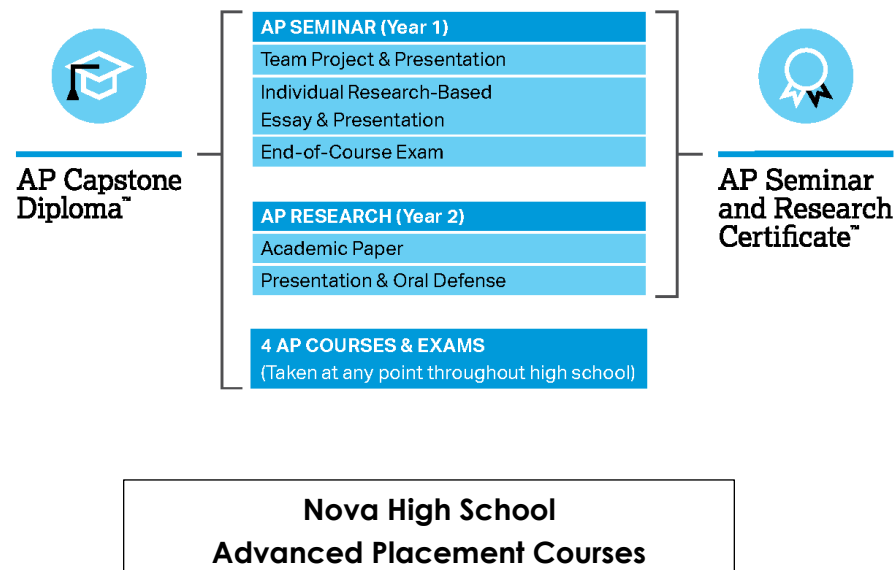 AP Capstone
Diploma™
AP SEMINAR (Year 1)
Team Project & Presentation
Individual Research-Based
Essay & Presentation
End-of-Course Exam
AP RESEARCH (Year 2)
Academic Paper
Presentation & Oral Defense
4 AP COURSES & EXAMS
(Taken at any point throughout high school)
AP Seminar
and Research
Certificate™
Nova High School
Advanced Placement Courses